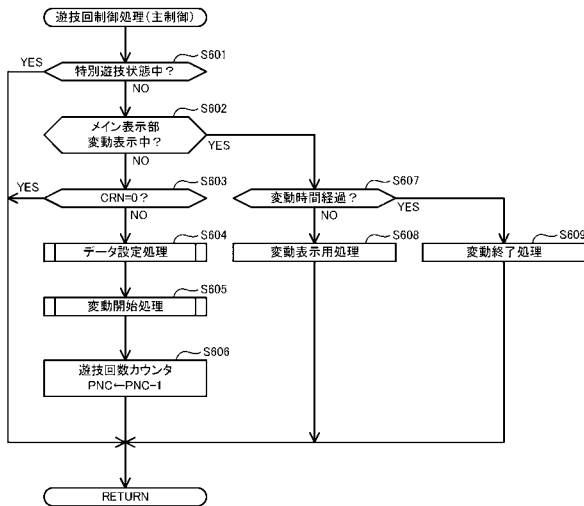 遊技回制御処理(主制御)
S601
YES
特別遊技状態中？
NO
S602
メイン表示部
変動表示中？
YES
NO
S603
YES
CRN=0？
NO
S607
変動時間経過？
YES
NO
S604
データ設定処理
S608
変動表示用処理
S609
変動終了処理
S605
変動開始処理
S606
遊技回数カウンタ
PNC←PNC-1
RETURN